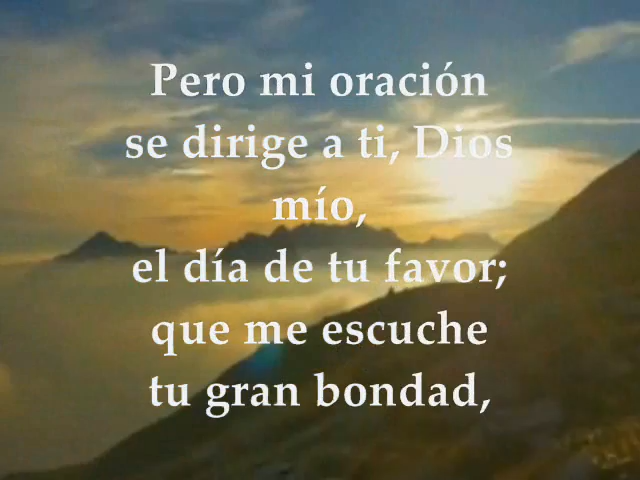 Pero mi oración
se dirige a ti, Dios
mío,
el día de tu favor;
que me escuche
tu gran bondad,